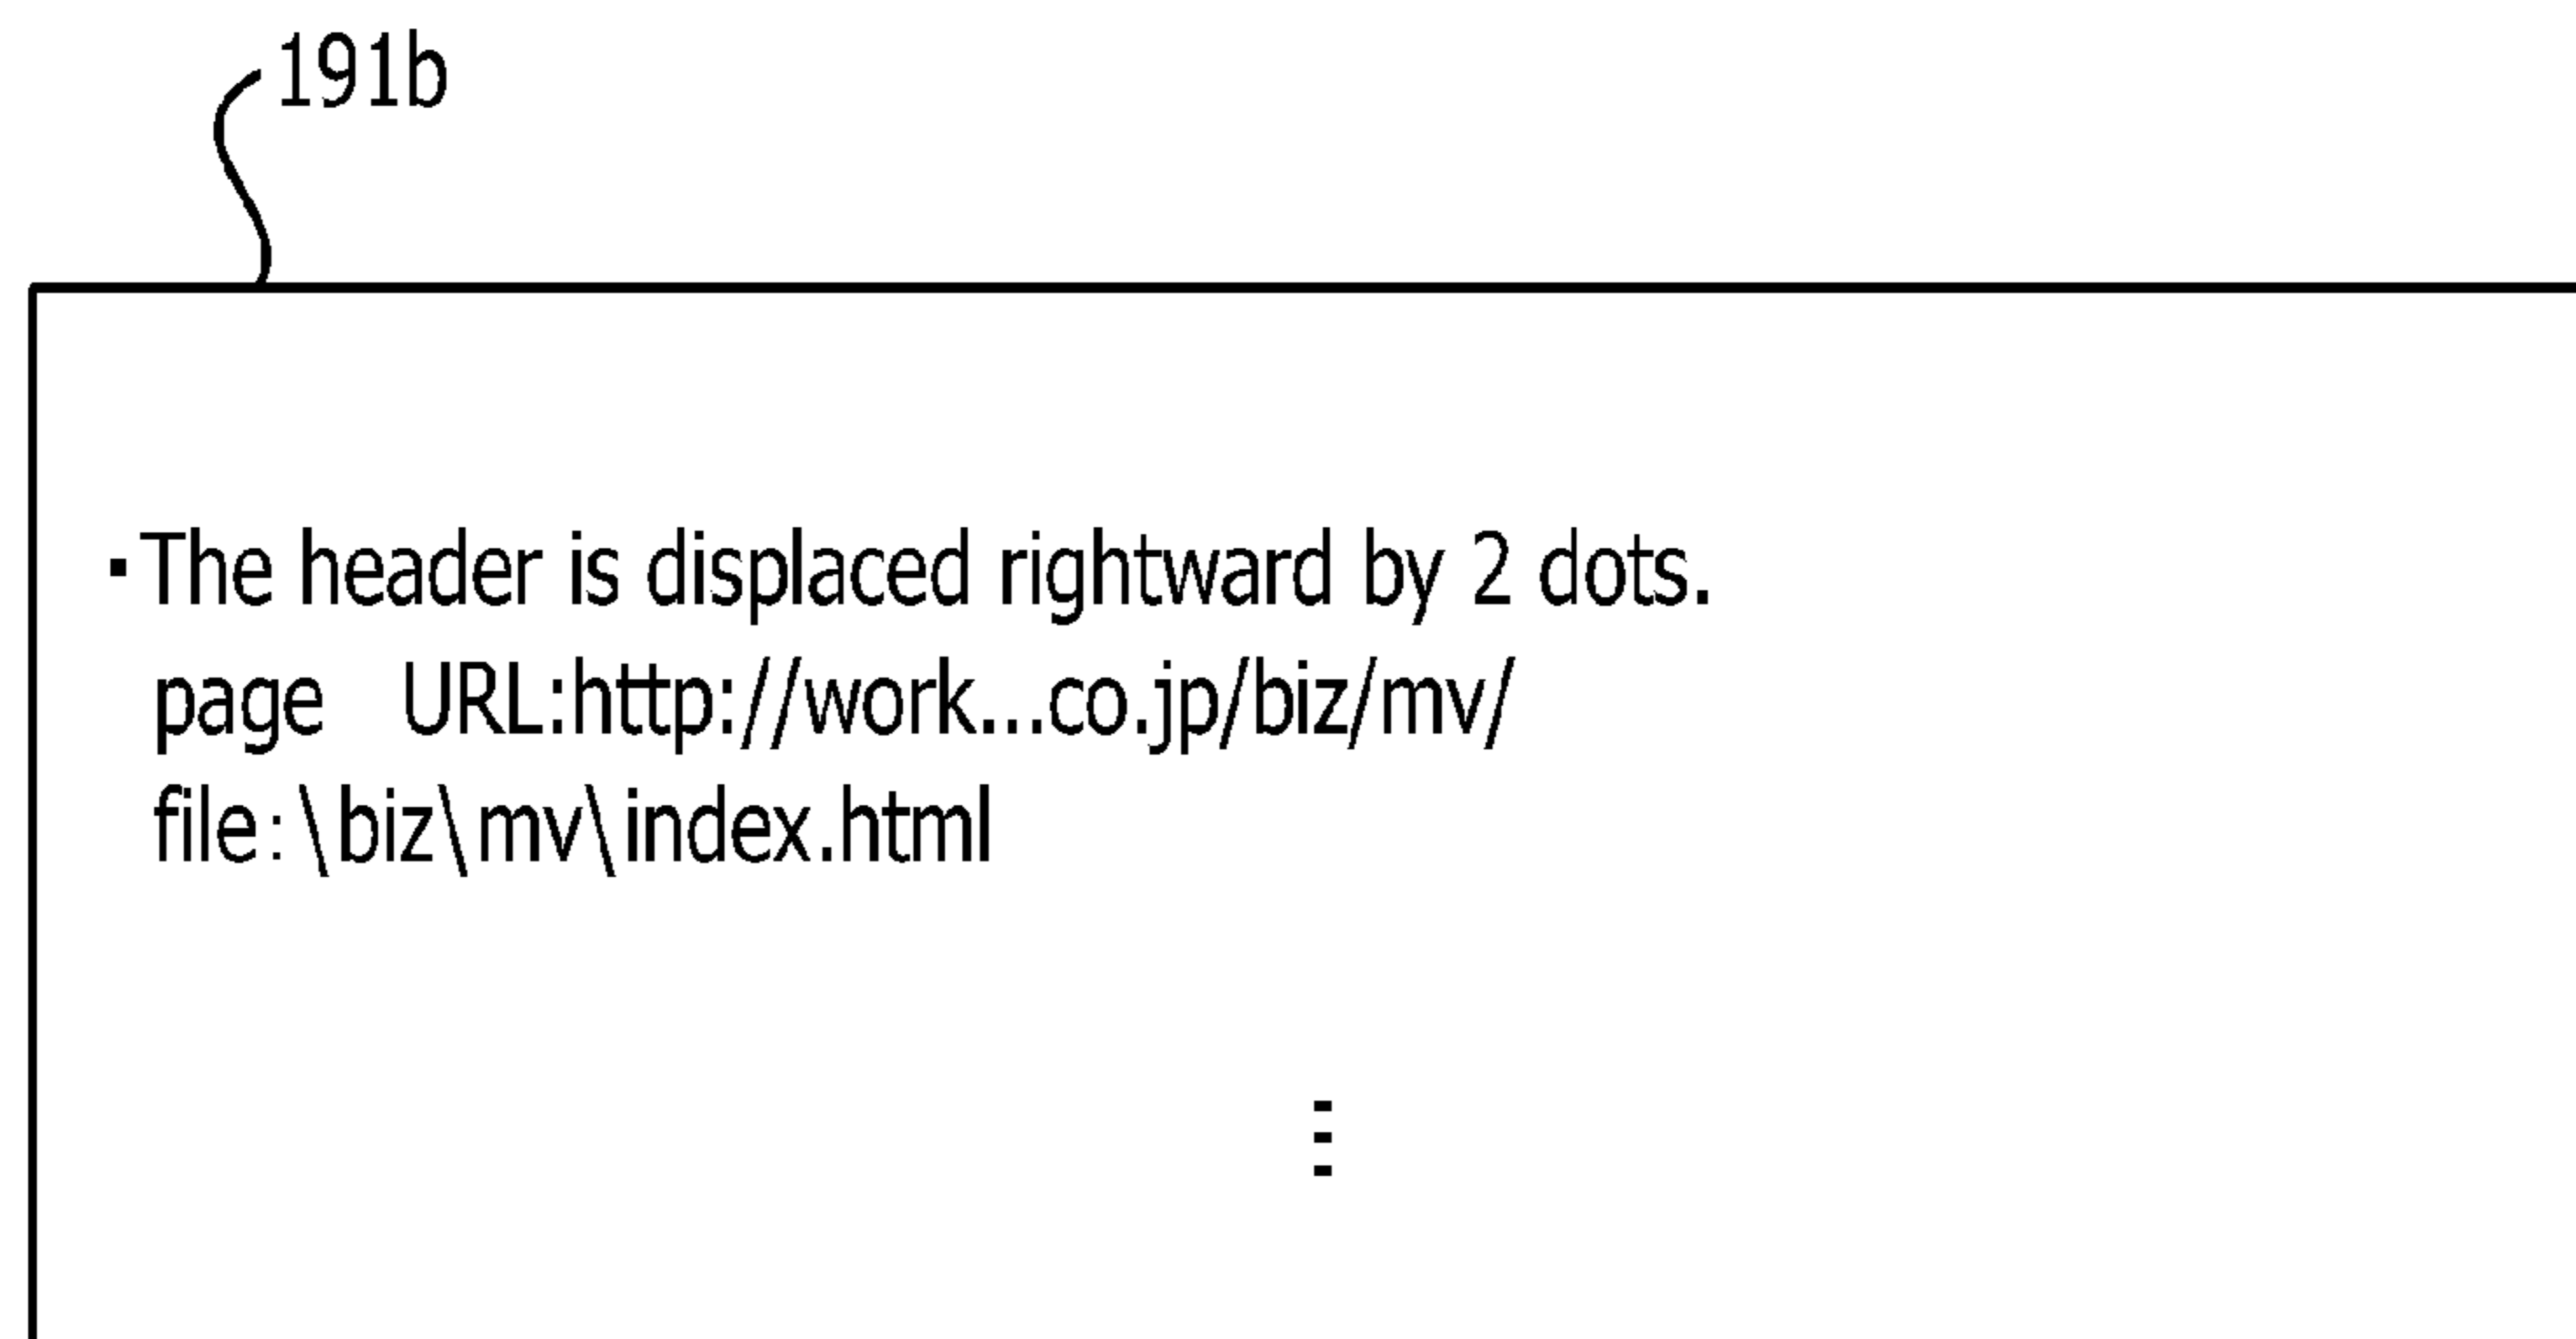 191b
·The header is displaced rightward by 2 dots.
page URL:http://work...co.jp/biz/mv/
file:\biz\mv\index.html